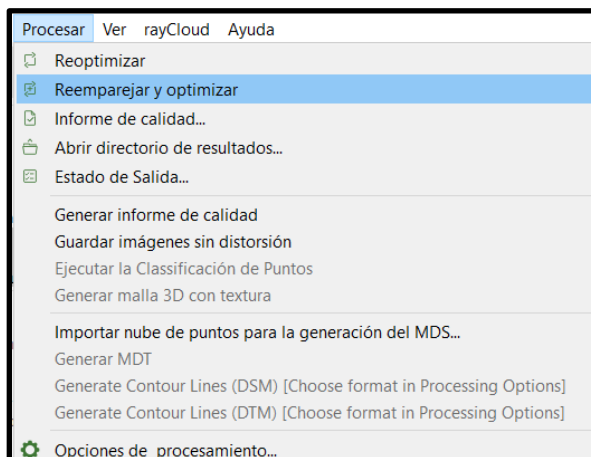 Procesar Ver rayCloud Ayuda
Reoptimizar
Reemparejar y optimizar
Informe de calidad...
Abrir directorio de resultados...
Estado de Salida...
Generar informe de calidad
Guardar imágenes sin distorsión
Ejecutar la Classificación de Puntos
Generar malla 3D con textura
Importar nube de puntos para la generación del MDS...
Generar MDT
Generate Contour Lines (DSM) [Choose format in Processing Options]
Generate Contour Lines (DTM) [Choose format in Processing Options]
Opciones de procesamiento...